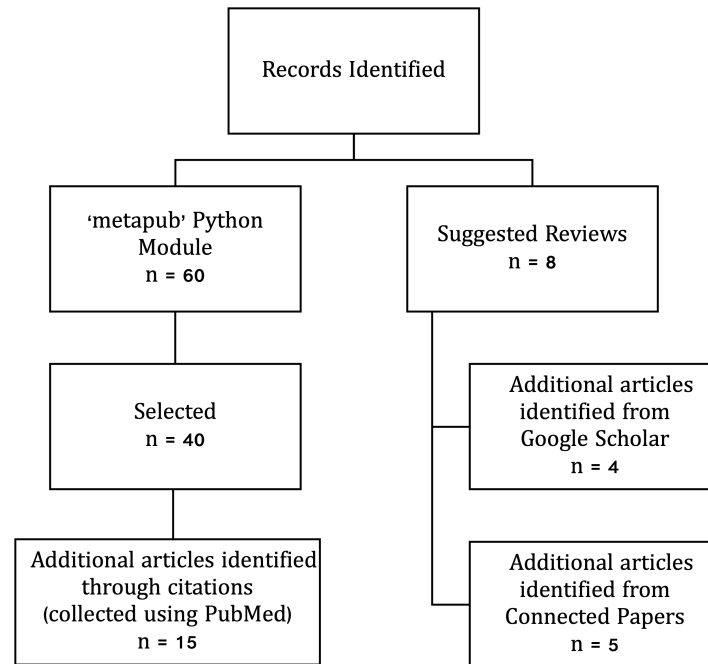 Records Identified
‘metapub’ Python
Module
n = 60
Suggested Reviews
n = 8
Selected
n = 40
Additional articles
identified from
Google Scholar
n = 4
Additional articles identified
through citations
(collected using PubMed)
n = 15
Additional articles
identified from
Connected Papers
n = 5